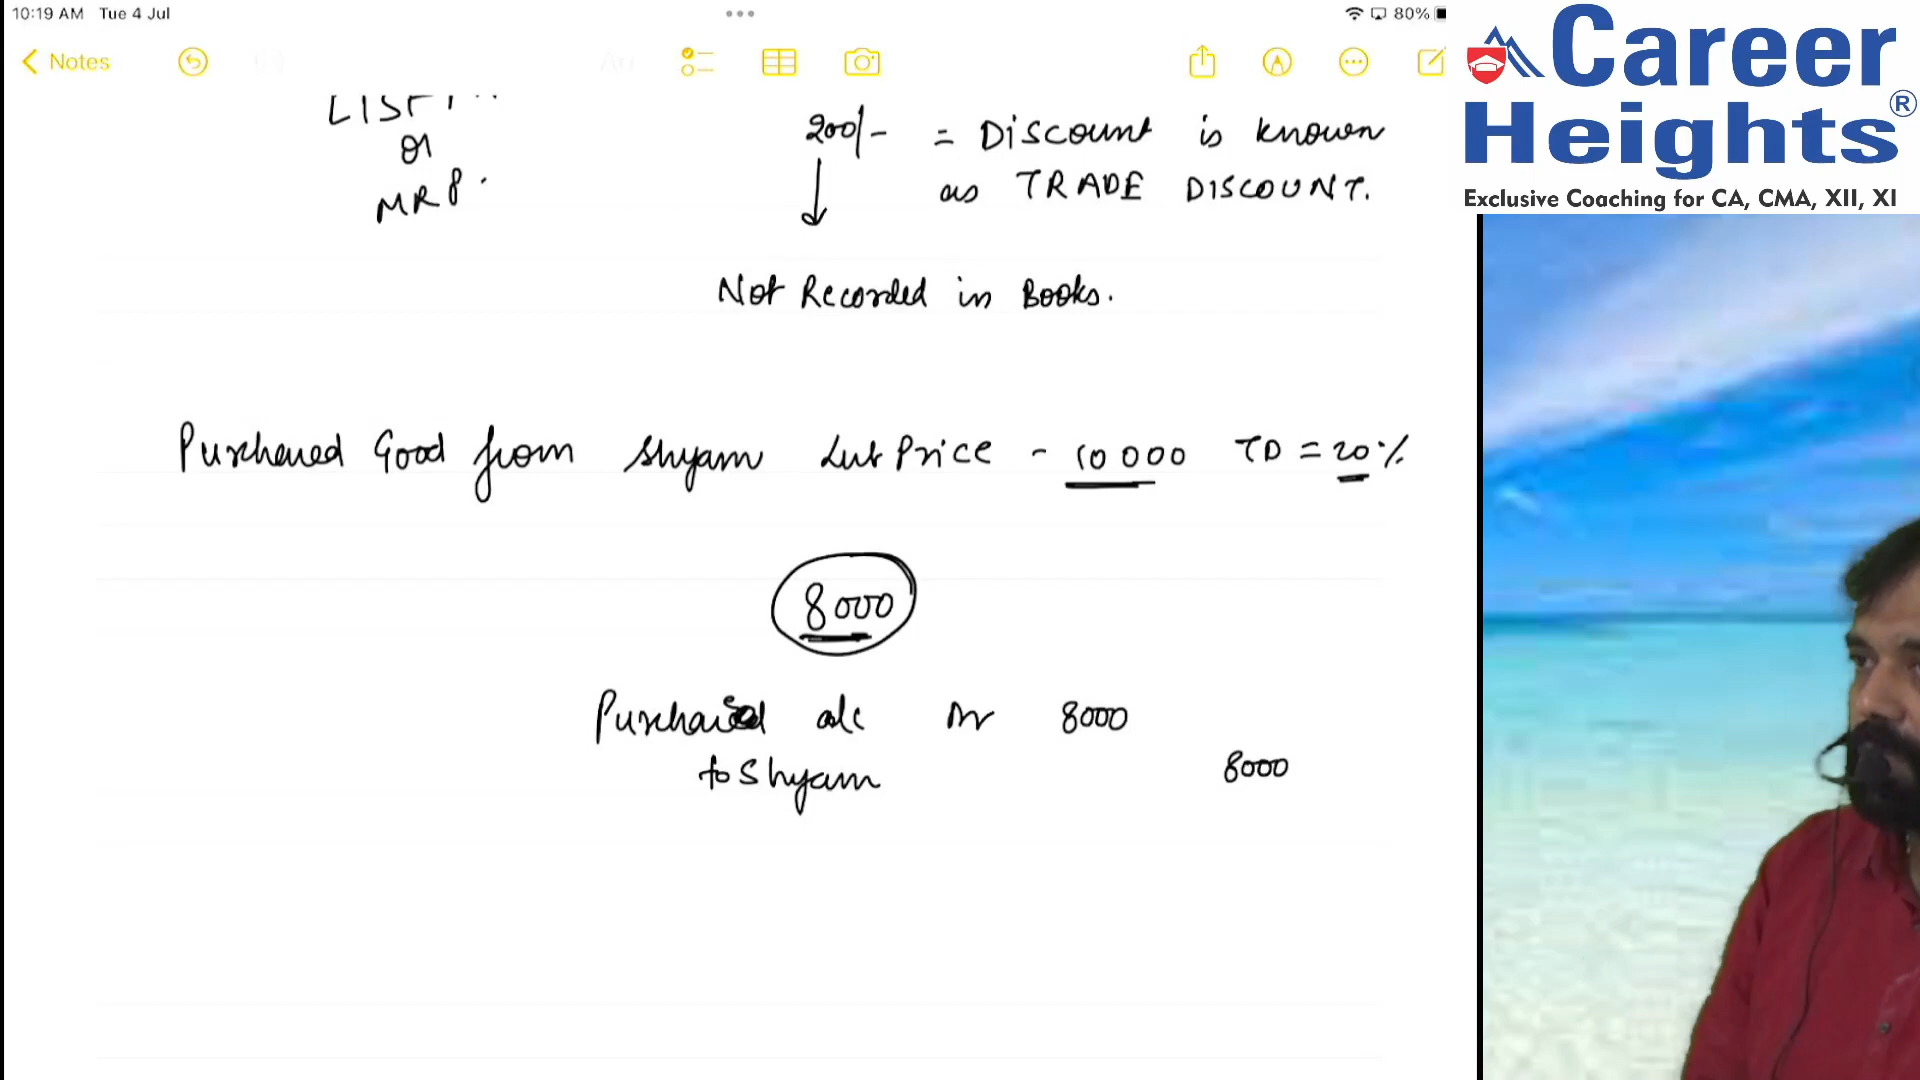 10:19 AM Tue 4 Jul
80%
Notes
Career
Heights®
Exclusive Coaching for CA, CMA, XII, XI
LIST
or
MRP.
200/- = Discount is known
as TRADE DISCOUNT.
Not Recorded in Books.
Purchased Good from Shyam List Price - 10000 TD = 20%
8000
Purchase a/c Dr 8000
to Shyam 8000